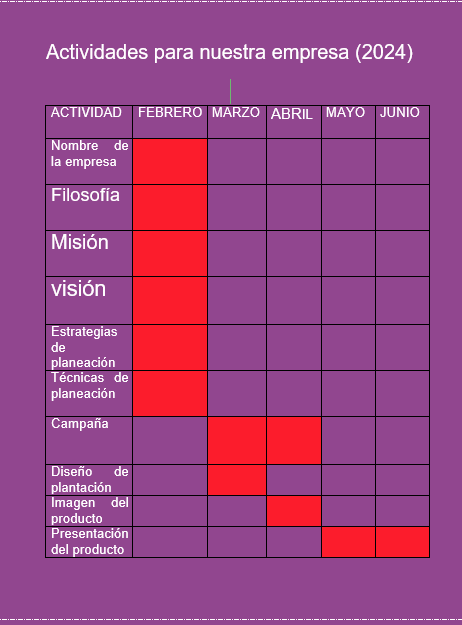 Actividades para nuestra empresa (2024)
ACTIVIDAD FEBRERO MARZO ABRIL MAYO JUNIO
Nombre de
la empresa
Filosofía
Misión
visión
Estrategias
de
planeación
Técnicas de
planeación
Campaña
Diseño de
plantación
Imagen del
producto
Presentación
del producto